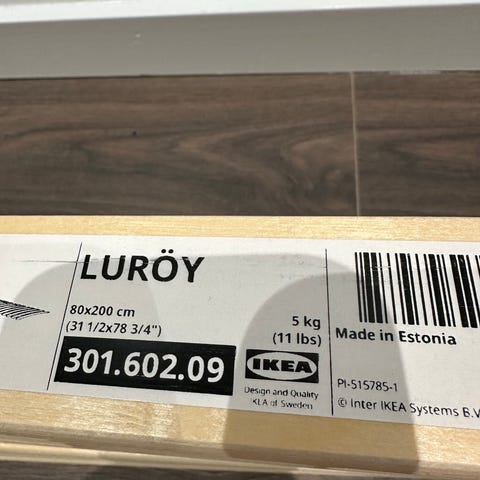 LURÖY
80x200 cm
(31 1/2x78 3/4")
5 kg
(11 lbs)
301.602.09
IKEA
Design and Quality
IKEA of Sweden
Made in Estonia
PI-515785-1
© Inter IKEA Systems B.V